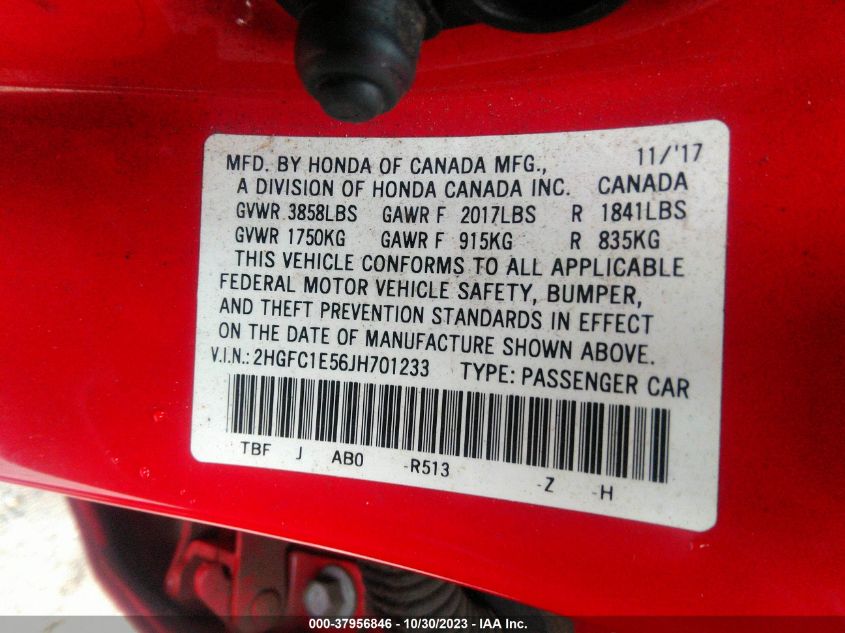 MFD. BY HONDA OF CANADA MFG., 11/'17
A DIVISION OF HONDA CANADA INC. CANADA
GVWR 3858LBS GAWR F 2017LBS R 1841LBS
GVWR 1750KG GAWR F 915KG R 835KG
THIS VEHICLE CONFORMS TO ALL APPLICABLE
FEDERAL MOTOR VEHICLE SAFETY, BUMPER,
AND THEFT PREVENTION STANDARDS IN EFFECT
ON THE DATE OF MANUFACTURE SHOWN ABOVE.
V.I.N.: 2HGFC1E56JH701233 TYPE: PASSENGER CAR
TBF J AB0 -R513 -Z -H
000-37956846 - 10/30/2023 - IAA Inc.